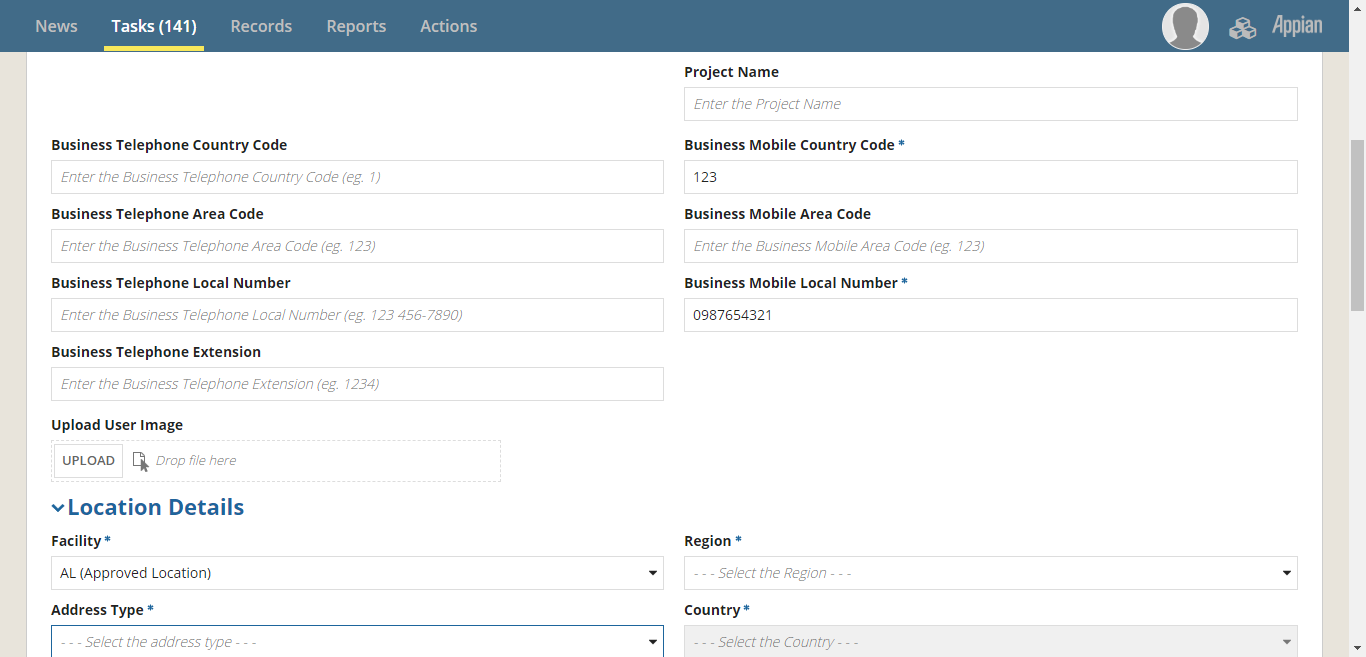 News Tasks (141) Records Reports Actions Appian
Project Name
Enter the Project Name
Business Telephone Country Code Business Mobile Country Code *
Enter the Business Telephone Country Code (eg. 1) 123
Business Telephone Area Code Business Mobile Area Code
Enter the Business Telephone Area Code (eg. 123) Enter the Business Mobile Area Code (eg. 123)
Business Telephone Local Number Business Mobile Local Number *
Enter the Business Telephone Local Number (eg. 123 456-7890) 0987654321
Business Telephone Extension
Enter the Business Telephone Extension (eg. 1234)
Upload User Image
UPLOAD Drop file here
Location Details
Facility * Region *
AL (Approved Location) - - - Select the Region - - -
Address Type * Country *
- - - Select the address type - - - - - - Select the Country - - -